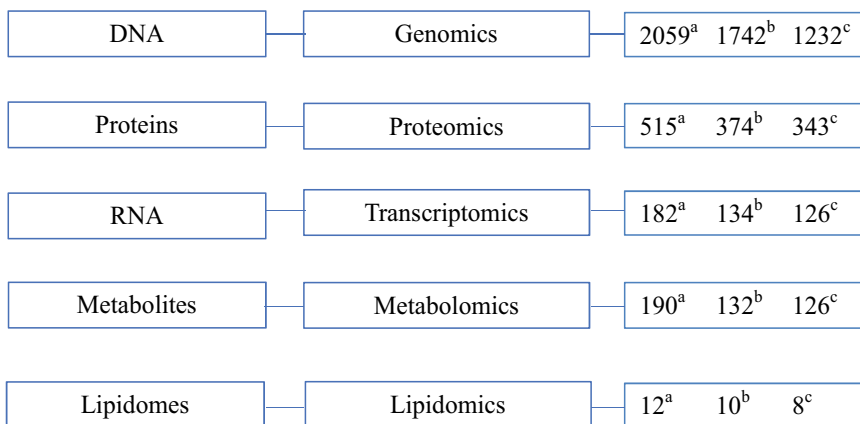 DNA Genomics 2059ᵃ 1742ᵇ 1232ᶜ
Proteins Proteomics 515ᵃ 374ᵇ 343ᶜ
RNA Transcriptomics 182ᵃ 134ᵇ 126ᶜ
Metabolites Metabolomics 190ᵃ 132ᵇ 126ᶜ
Lipidomes Lipidomics 12ᵃ 10ᵇ 8ᶜ